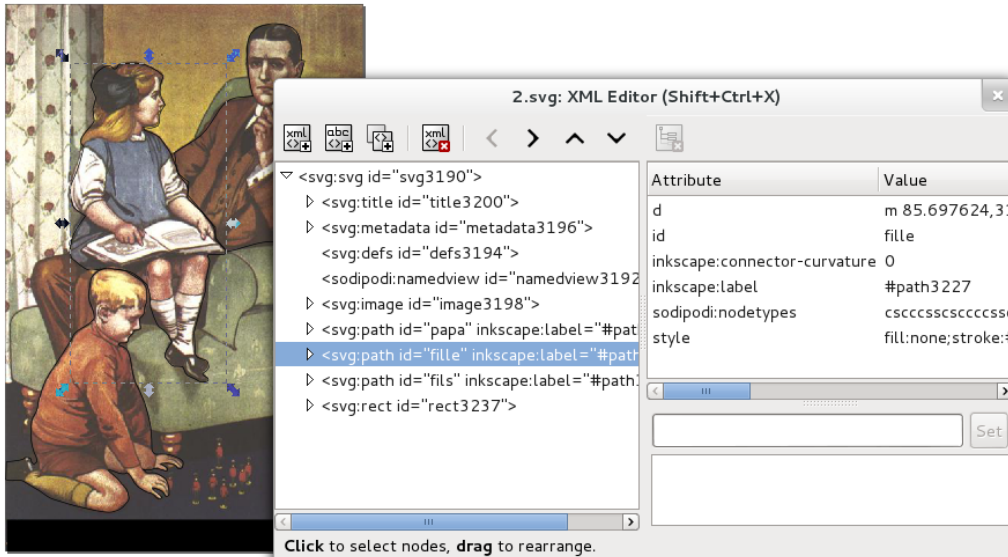 2.svg: XML Editor (Shift+Ctrl+X)
xml
abc
xml
<svg:svg id="svg3190">
<svg:title id="title3200">
<svg:metadata id="metadata3196">
<svg:defs id="defs3194">
<sodipodi:namedview id="namedview3192
<svg:image id="image3198">
<svg:path id="papa" inkscape:label="#pat
<svg:path id="fille" inkscape:label="#path
<svg:path id="fils" inkscape:label="#path
<svg:rect id="rect3237">
Attribute Value
d m 85.697624,31
id fille
inkscape:connector-curvature 0
inkscape:label #path3227
sodipodi:nodetypes cscccsscsccccss
style fill:none;stroke:
Set
Click to select nodes, drag to rearrange.